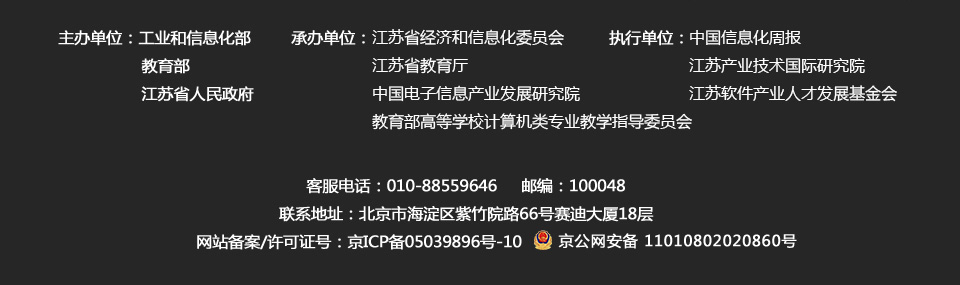 主办单位：工业和信息化部 承办单位：江苏省经济和信息化委员会 执行单位：中国信息化周报
教育部 江苏省教育厅 江苏产业技术国际研究院
江苏省人民政府 中国电子信息产业发展研究院 江苏软件产业人才发展基金会
教育部高等学校计算机类专业教学指导委员会
客服电话：010-88559646 邮编：100048
联系地址：北京市海淀区紫竹院路66号赛迪大厦18层
网站备案/许可证号：京ICP备05039896号-10 京公网安备 11010802020860号